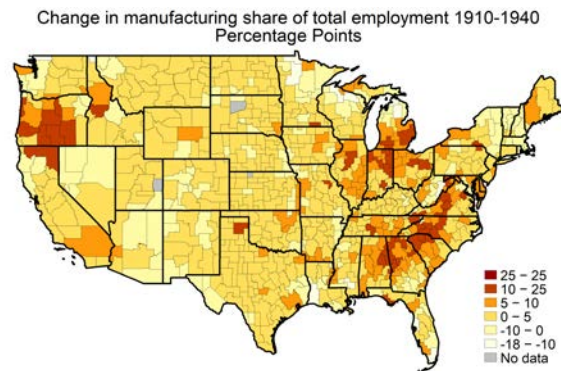 Change in manufacturing share of total employment 1910-1940
Percentage Points
25 − 25
10 − 25
5 − 10
0 − 5
-10 − 0
-18 − -10
No data